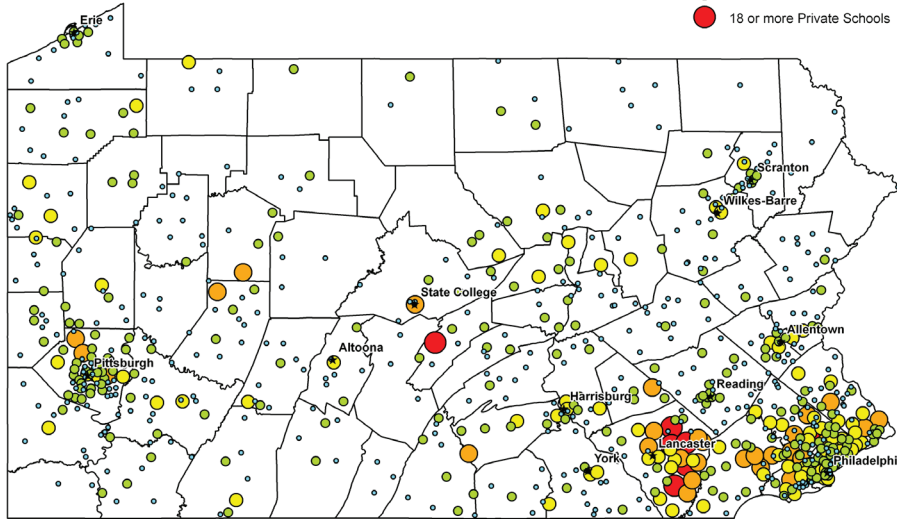 Erie
18 or more Private Schools
Scranton
Wilkes-Barre
State College
Allentown
Altoona
Pittsburgh
Reading
Harrisburg
Lancaster
York
Philadelphi